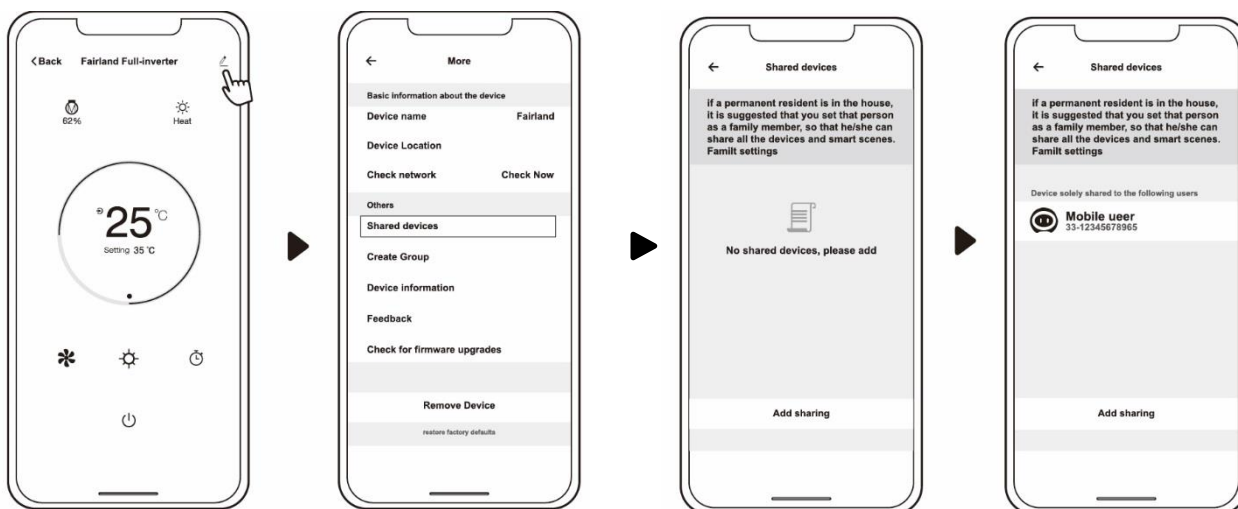 Back Fairland Full-inverter
62% Heat
25 °C
Setting 35 °C
More
Basic information about the device
Device name Fairland
Device Location
Check network Check Now
Others
Shared devices
Create Group
Device information
Feedback
Check for firmware upgrades
Remove Device
restore factory defaults
Shared devices
if a permanent resident is in the house,
it is suggested that you set that person
as a family member, so that he/she can
share all the devices and smart scenes.
Familt settings
No shared devices, please add
Add sharing
Shared devices
if a permanent resident is in the house,
it is suggested that you set that person
as a family member, so that he/she can
share all the devices and smart scenes.
Familt settings
Device solely shared to the following users
Mobile ueer
33-12345678965
Add sharing